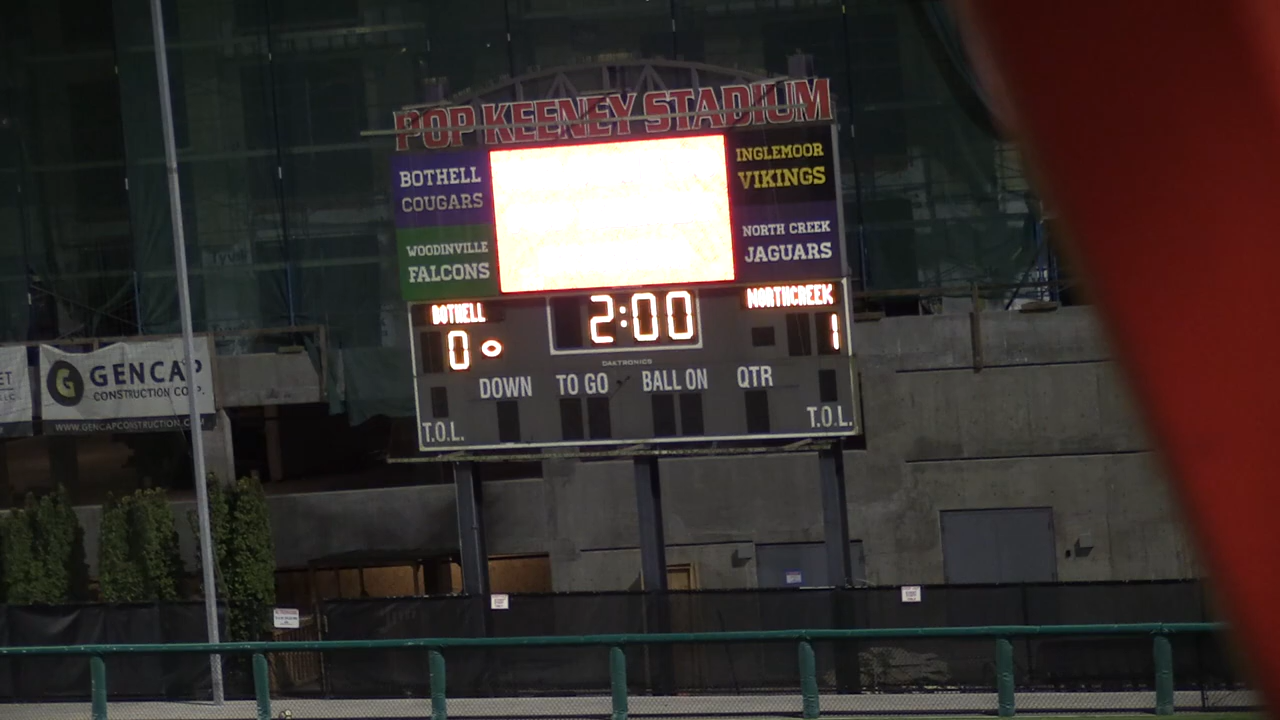 POP KEENEY STADIUM
BOTHELL
COUGARS
WOODINVILLE
FALCONS
INGLEMOOR
VIKINGS
NORTH CREEK
JAGUARS
BOTHELL
2:00
NORTHCREEK
0
1
DAKTRONICS
DOWN TO GO BALL ON QTR
T.O.L.
T.O.L.
GENCAP
CONSTRUCTION CORP.
WWW.GENCAPCONSTRUCTION.COM